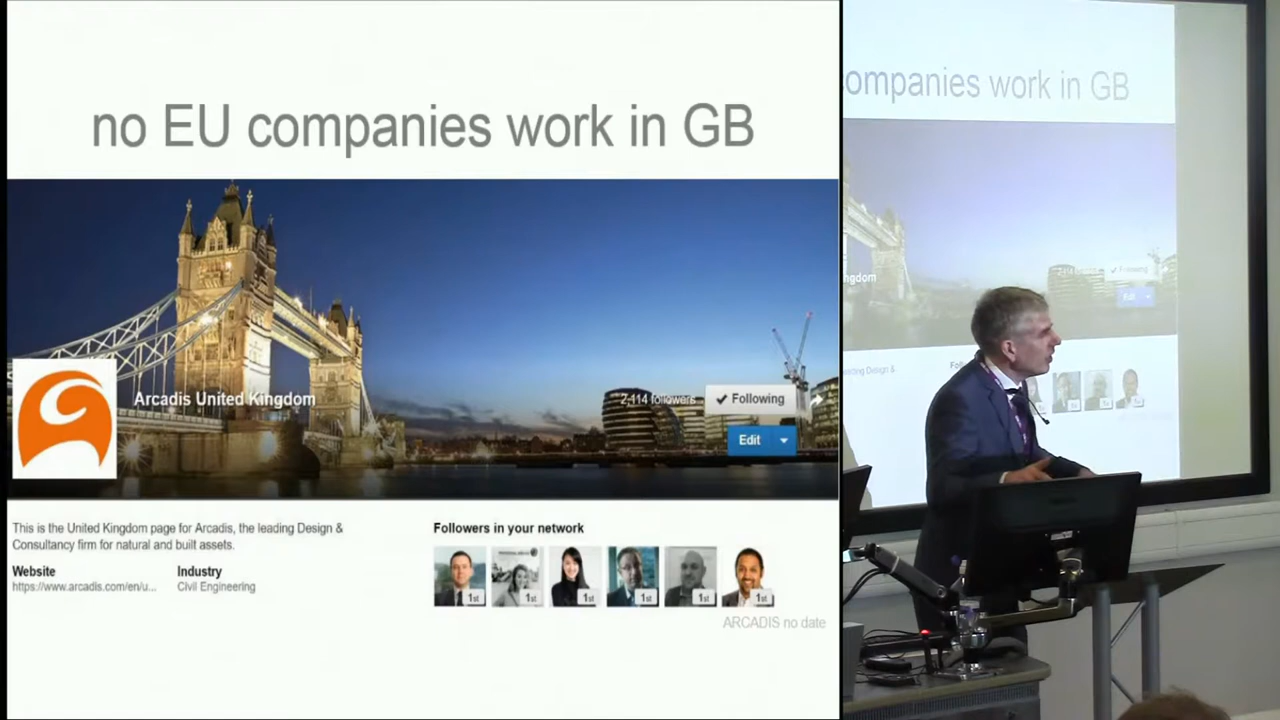 no EU companies work in GB
Arcadis United Kingdom
2,114 followers
Following
Edit
This is the United Kingdom page for Arcadis, the leading Design &
Consultancy firm for natural and built assets.
Website
https://www.arcadis.com/en/u...
Industry
Civil Engineering
Followers in your network
1st
1st
1st
1st
1st
1st
ARCADIS no date
ompanies work in GB
ngdom
Following
Edit
Design &